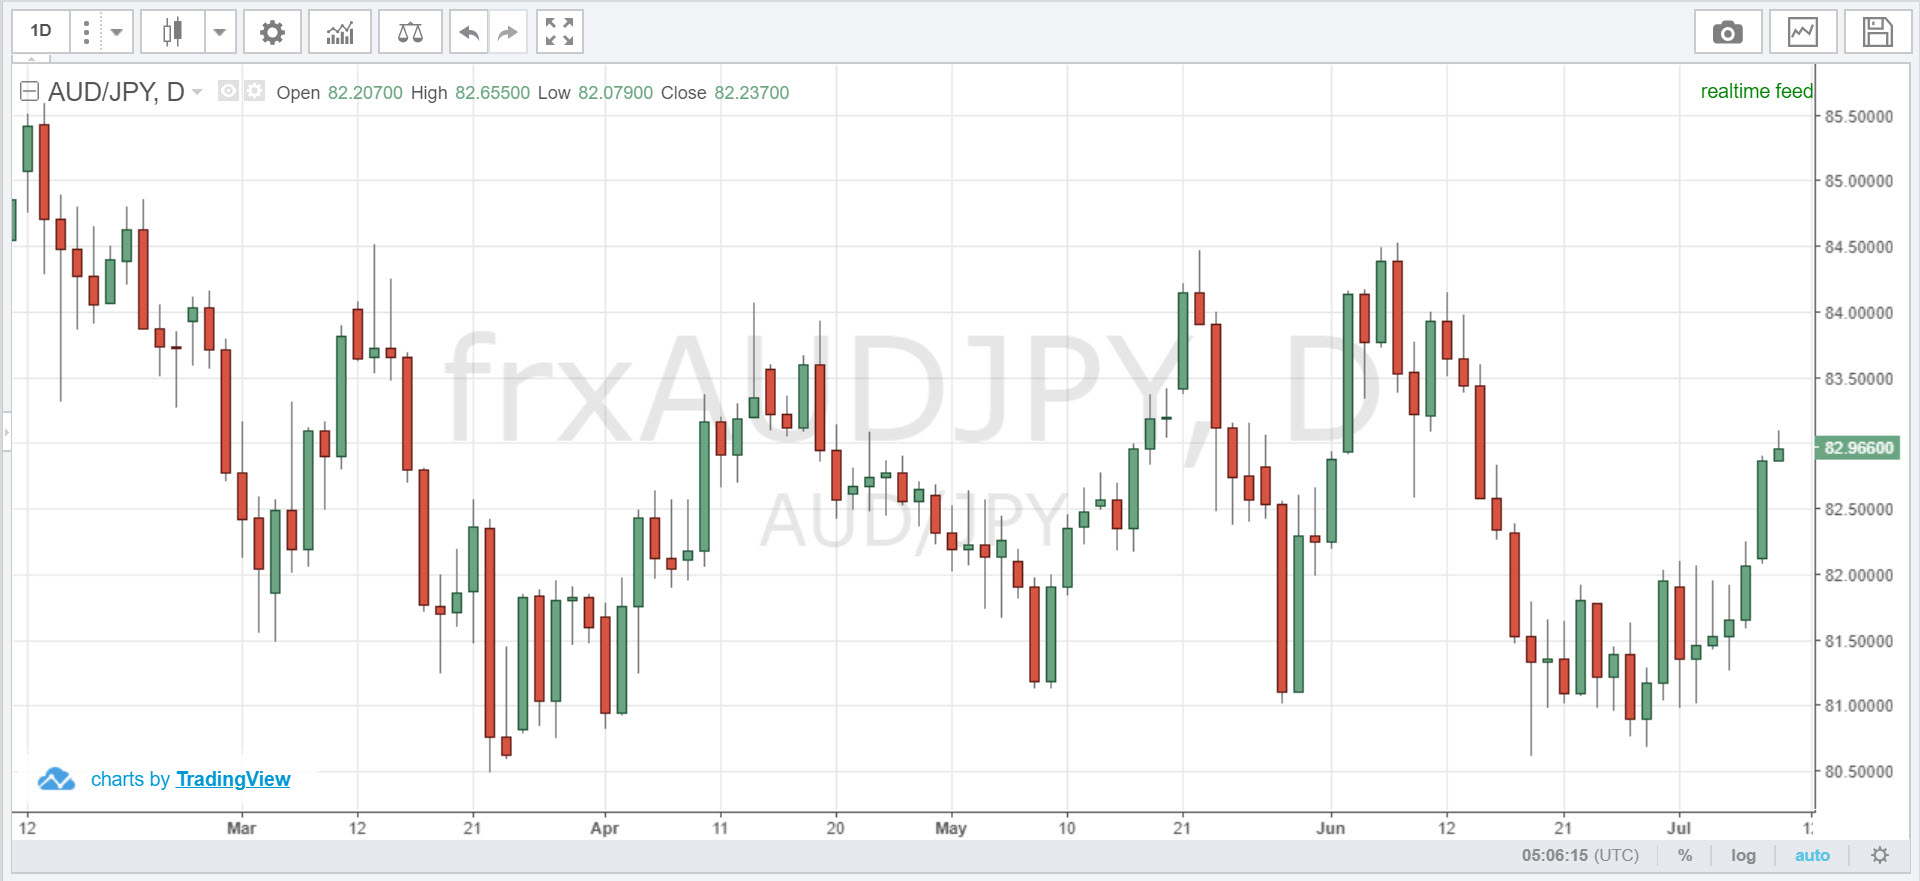 1D
AUD/JPY, D Open 82.20700 High 82.65500 Low 82.07900 Close 82.23700
realtime feed
85.50000
85.00000
84.50000
84.00000
83.50000
82.96600
82.50000
82.00000
81.50000
81.00000
80.50000
frxAUDJPY, D
AUD/JPY
charts by TradingView
12 Mar 12 21 Apr 11 20 May 10 21 Jun 12 21 Jul
05:06:15 (UTC) % log auto